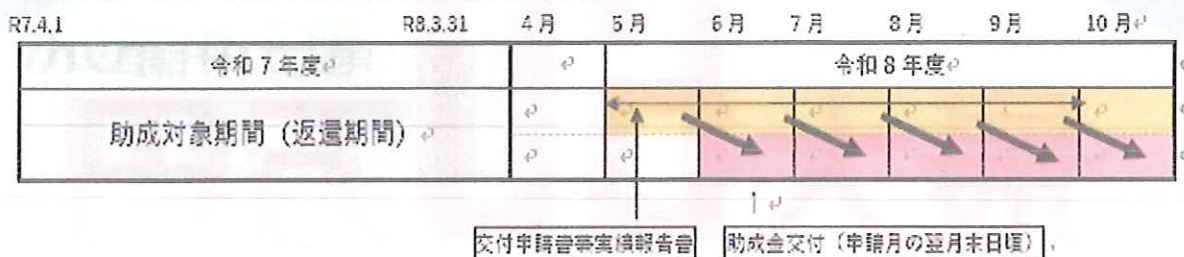 R7.4.1 R8.3.31 4月 5月 6月 7月 8月 9月 10月
令和7年度 令和8年度
助成対象期間（返還期間）
交付申請書兼実績報告書 助成金交付（申請月の翌月末日頃）